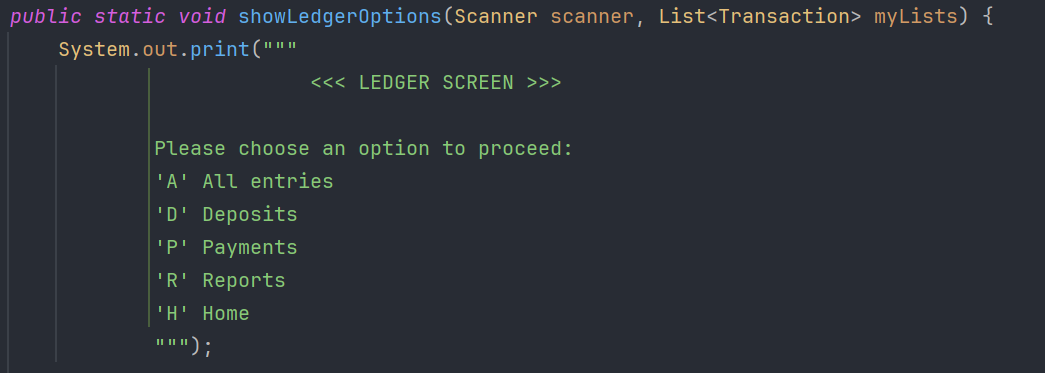 public static void showLedgerOptions(Scanner scanner, List<Transaction> myLists) {
System.out.print("""
<<< LEDGER SCREEN >>>
Please choose an option to proceed:
'A' All entries
'D' Deposits
'P' Payments
'R' Reports
'H' Home
""");